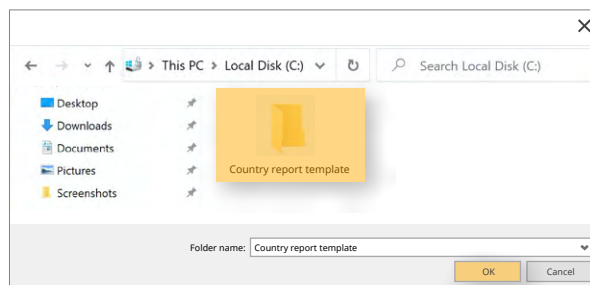 This PC > Local Disk (C:)
Search Local Disk (C:)
Desktop
Downloads
Documents
Pictures
Screenshots
Country report template
Folder name: Country report template
OK Cancel